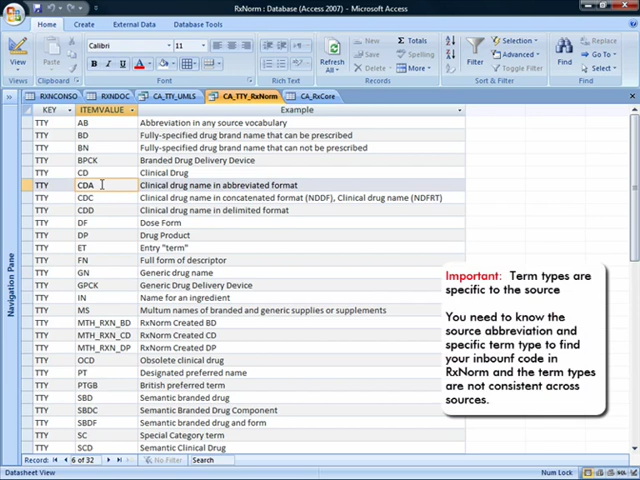 RxNorm : Database (Access 2007) - Microsoft Access
Home Create External Data Database Tools
View Paste Calibri 11 Refresh All New Save Delete Totals Spelling More Filter Selection Advanced Toggle Filter Find Replace Go To Select
Views Clipboard Font Rich Text Records Sort & Filter Find
RXNCONSO RXNDOC CA_TTY_UMLS CA_TTY_RxNorm CA_RxCore
KEY ITEMVALUE Example
TTY AB Abbreviation in any source vocabulary
TTY BD Fully-specified drug brand name that can be prescribed
TTY BN Fully-specified drug brand name that can not be prescribed
TTY BPCK Branded Drug Delivery Device
TTY CD Clinical Drug
TTY CDA Clinical drug name in abbreviated format
TTY CDC Clinical drug name in concatenated format (NDDF), Clinical drug name (NDFRT)
TTY CDD Clinical drug name in delimited format
TTY DF Dose Form
TTY DP Drug Product
TTY ET Entry "term"
TTY FN Full form of descriptor
TTY GN Generic drug name
TTY GPCK Generic Drug Delivery Device
TTY IN Name for an ingredient
TTY MS Multum names of branded and generic supplies or supplements
TTY MTH_RXN_BD RxNorm Created BD
TTY MTH_RXN_CD RxNorm Created CD
TTY MTH_RXN_DP RxNorm Created DP
TTY OCD Obsolete clinical drug
TTY PT Designated preferred name
TTY PTGB British preferred term
TTY SBD Semantic branded drug
TTY SBDC Semantic Branded Drug Component
TTY SBDF Semantic branded drug and form
TTY SC Special Category term
TTY SCD Semantic Clinical Drug
Navigation Pane
Important: Term types are
specific to the source
You need to know the
source abbreviation and
specific term type to find
your inbounf code in
RxNorm and the term types
are not consistent across
sources.
Record: 6 of 32 No Filter Search
Datasheet View Num Lock